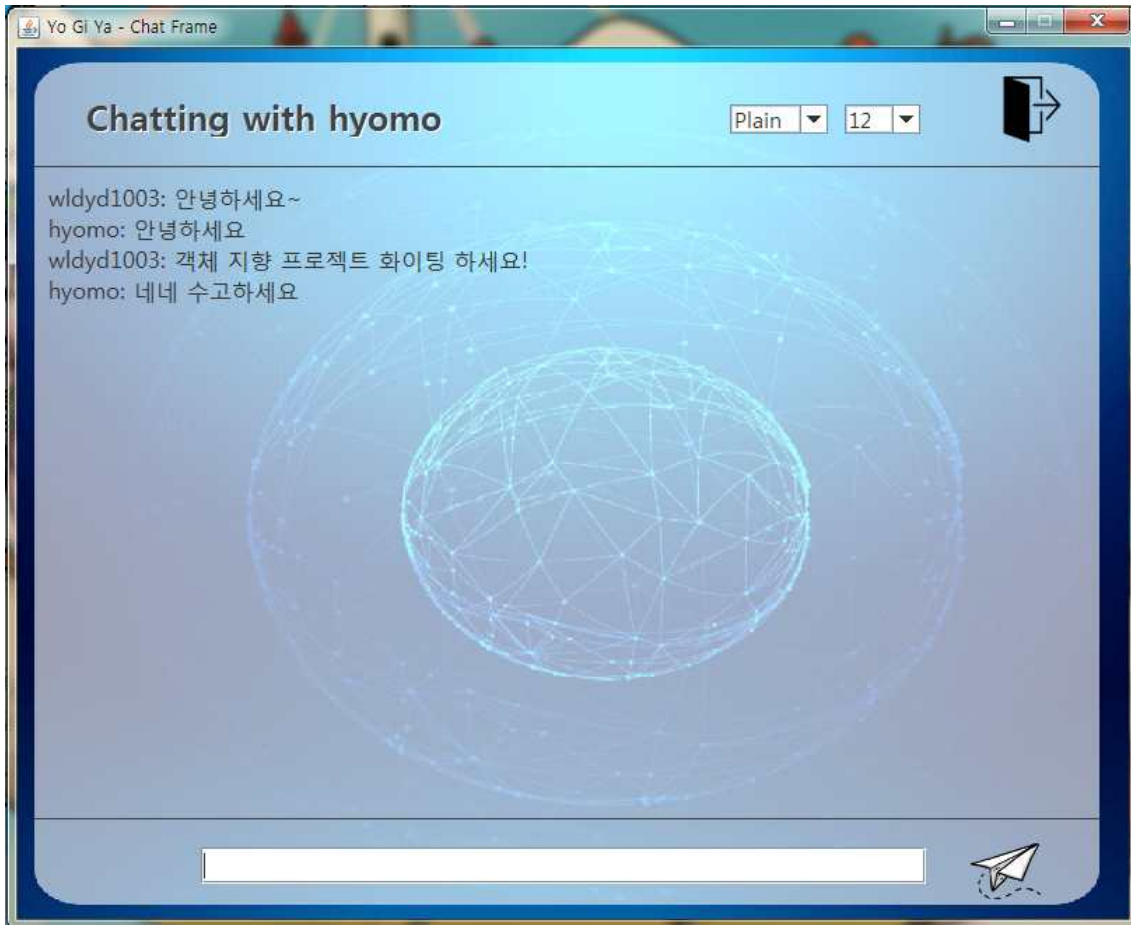 Yo Gi Ya - Chat Frame
Chatting with hyomo
Plain 12
wldyd1003: 안녕하세요~
hyomo: 안녕하세요
wldyd1003: 객체 지향 프로젝트 화이팅 하세요!
hyomo: 네네 수고하세요